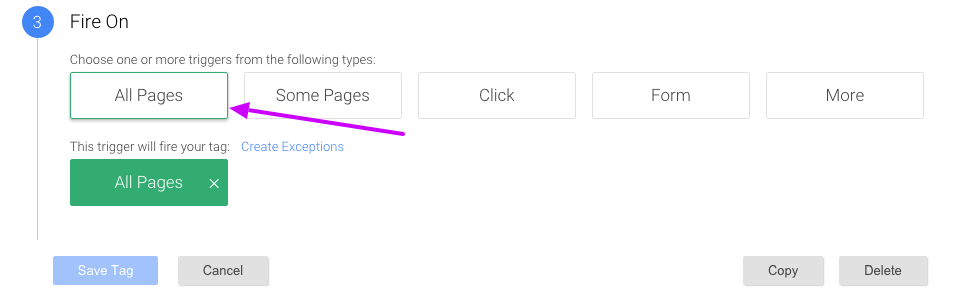 3 Fire On
Choose one or more triggers from the following types:
All Pages Some Pages Click Form More
This trigger will fire your tag: Create Exceptions
All Pages ×
Save Tag Cancel Copy Delete